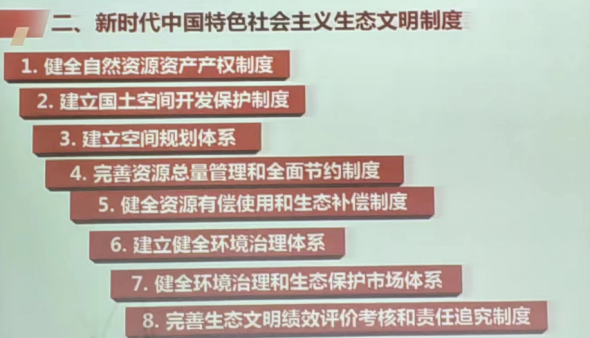 二、新时代中国特色社会主义生态文明制度
1. 健全自然资源资产产权制度
2. 建立国土空间开发保护制度
3. 建立空间规划体系
4. 完善资源总量管理和全面节约制度
5. 健全资源有偿使用和生态补偿制度
6. 建立健全环境治理体系
7. 健全环境治理和生态保护市场体系
8. 完善生态文明绩效评价考核和责任追究制度